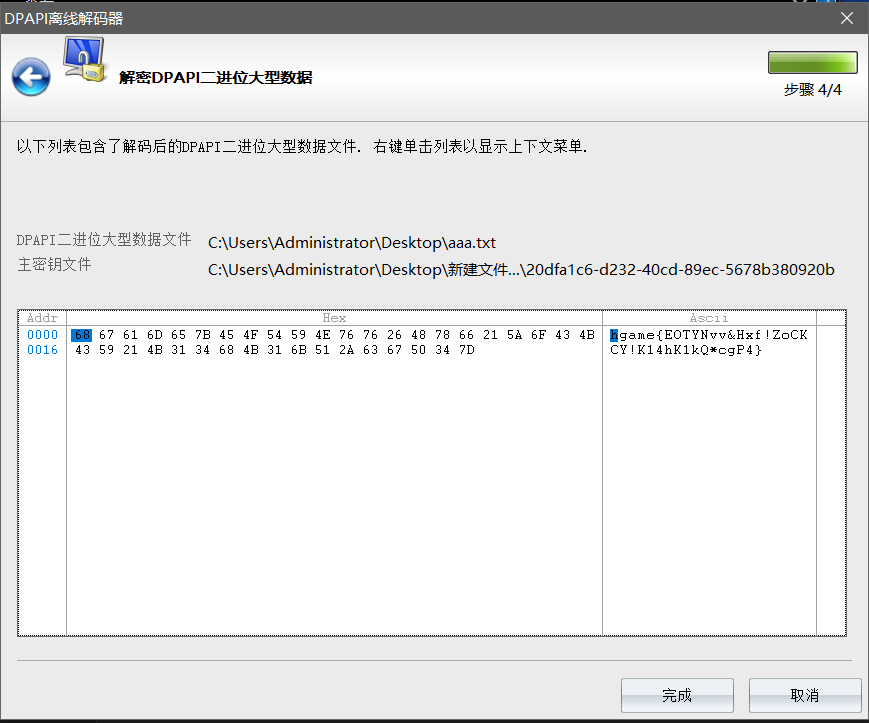 DPAPI离线解码器
解密DPAPI二进位大型数据
步骤 4/4
以下列表包含了解码后的DPAPI二进位大型数据文件. 右键单击列表以显示上下文菜单.
DPAPI二进位大型数据文件 C:\Users\Administrator\Desktop\aaa.txt
主密钥文件 C:\Users\Administrator\Desktop\新建文件...\20dfa1c6-d232-40cd-89ec-5678b380920b
Addr Hex Ascii
0000 68 67 61 6D 65 7B 45 4F 54 59 4E 76 76 26 48 78 66 21 5A 6F 43 4B hgame{EOTYNvv&Hxf!ZoCK
0016 43 59 21 4B 31 34 68 4B 31 6B 51 2A 63 67 50 34 7D CY!K14hK1kQ*cgP4}
完成 取消